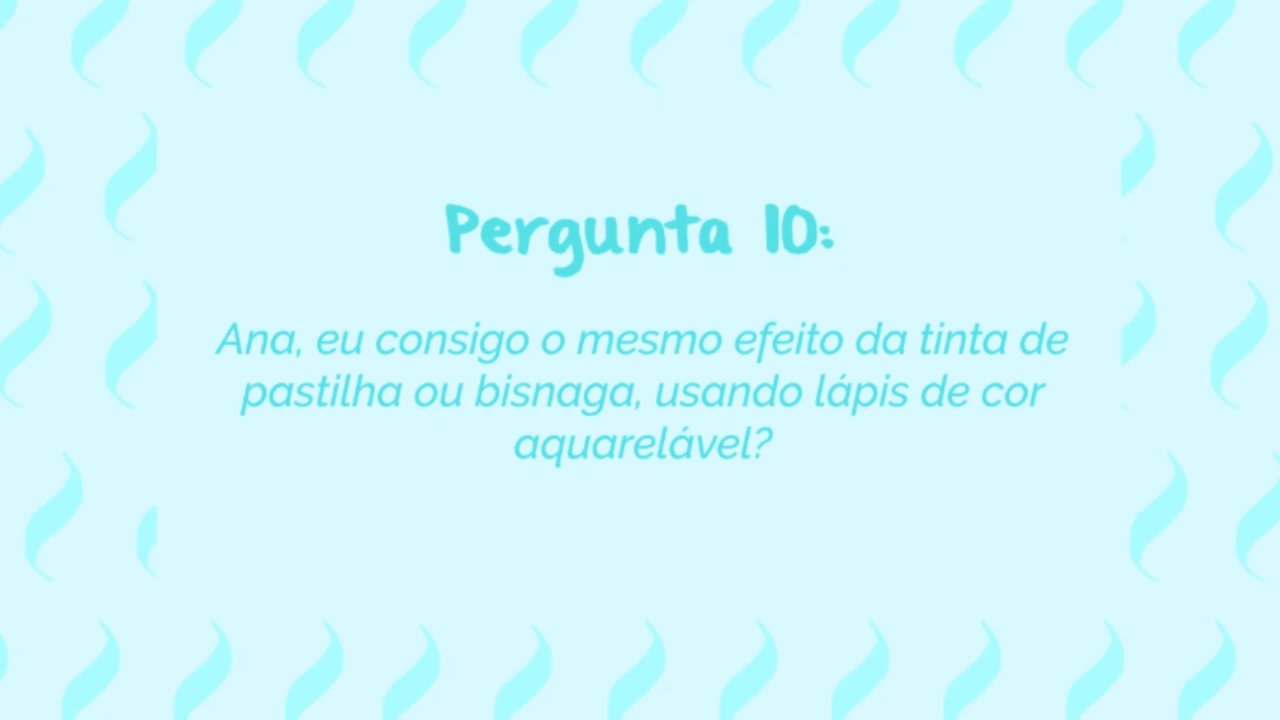 Pergunta 10:
Ana, eu consigo o mesmo efeito da tinta de
pastilha ou bisnaga, usando lápis de cor
aquarelável?